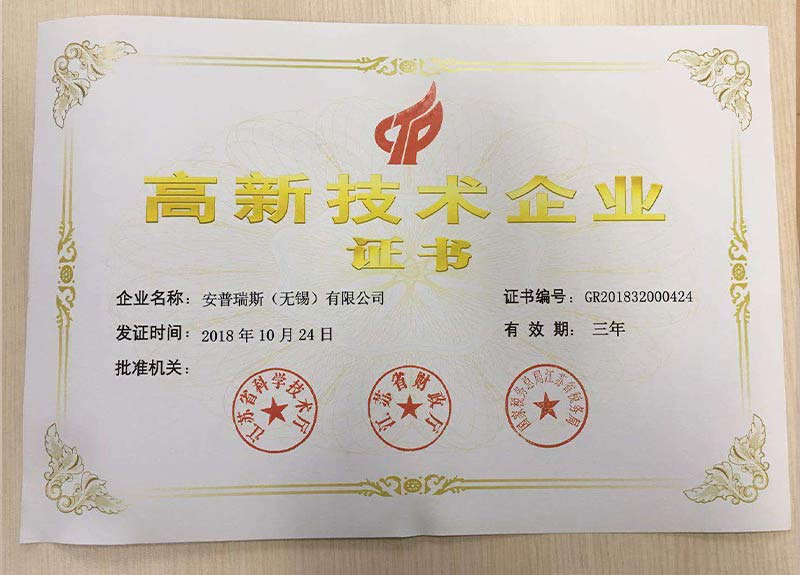 CTP
高新技术企业
证书
企业名称： 安普瑞斯（无锡）有限公司
证书编号： GR201832000424
发证时间： 2018 年 10 月 24 日
有 效 期： 三年
批准机关：
江苏省科学技术厅
江苏省财政厅
国家税务总局江苏省税务局